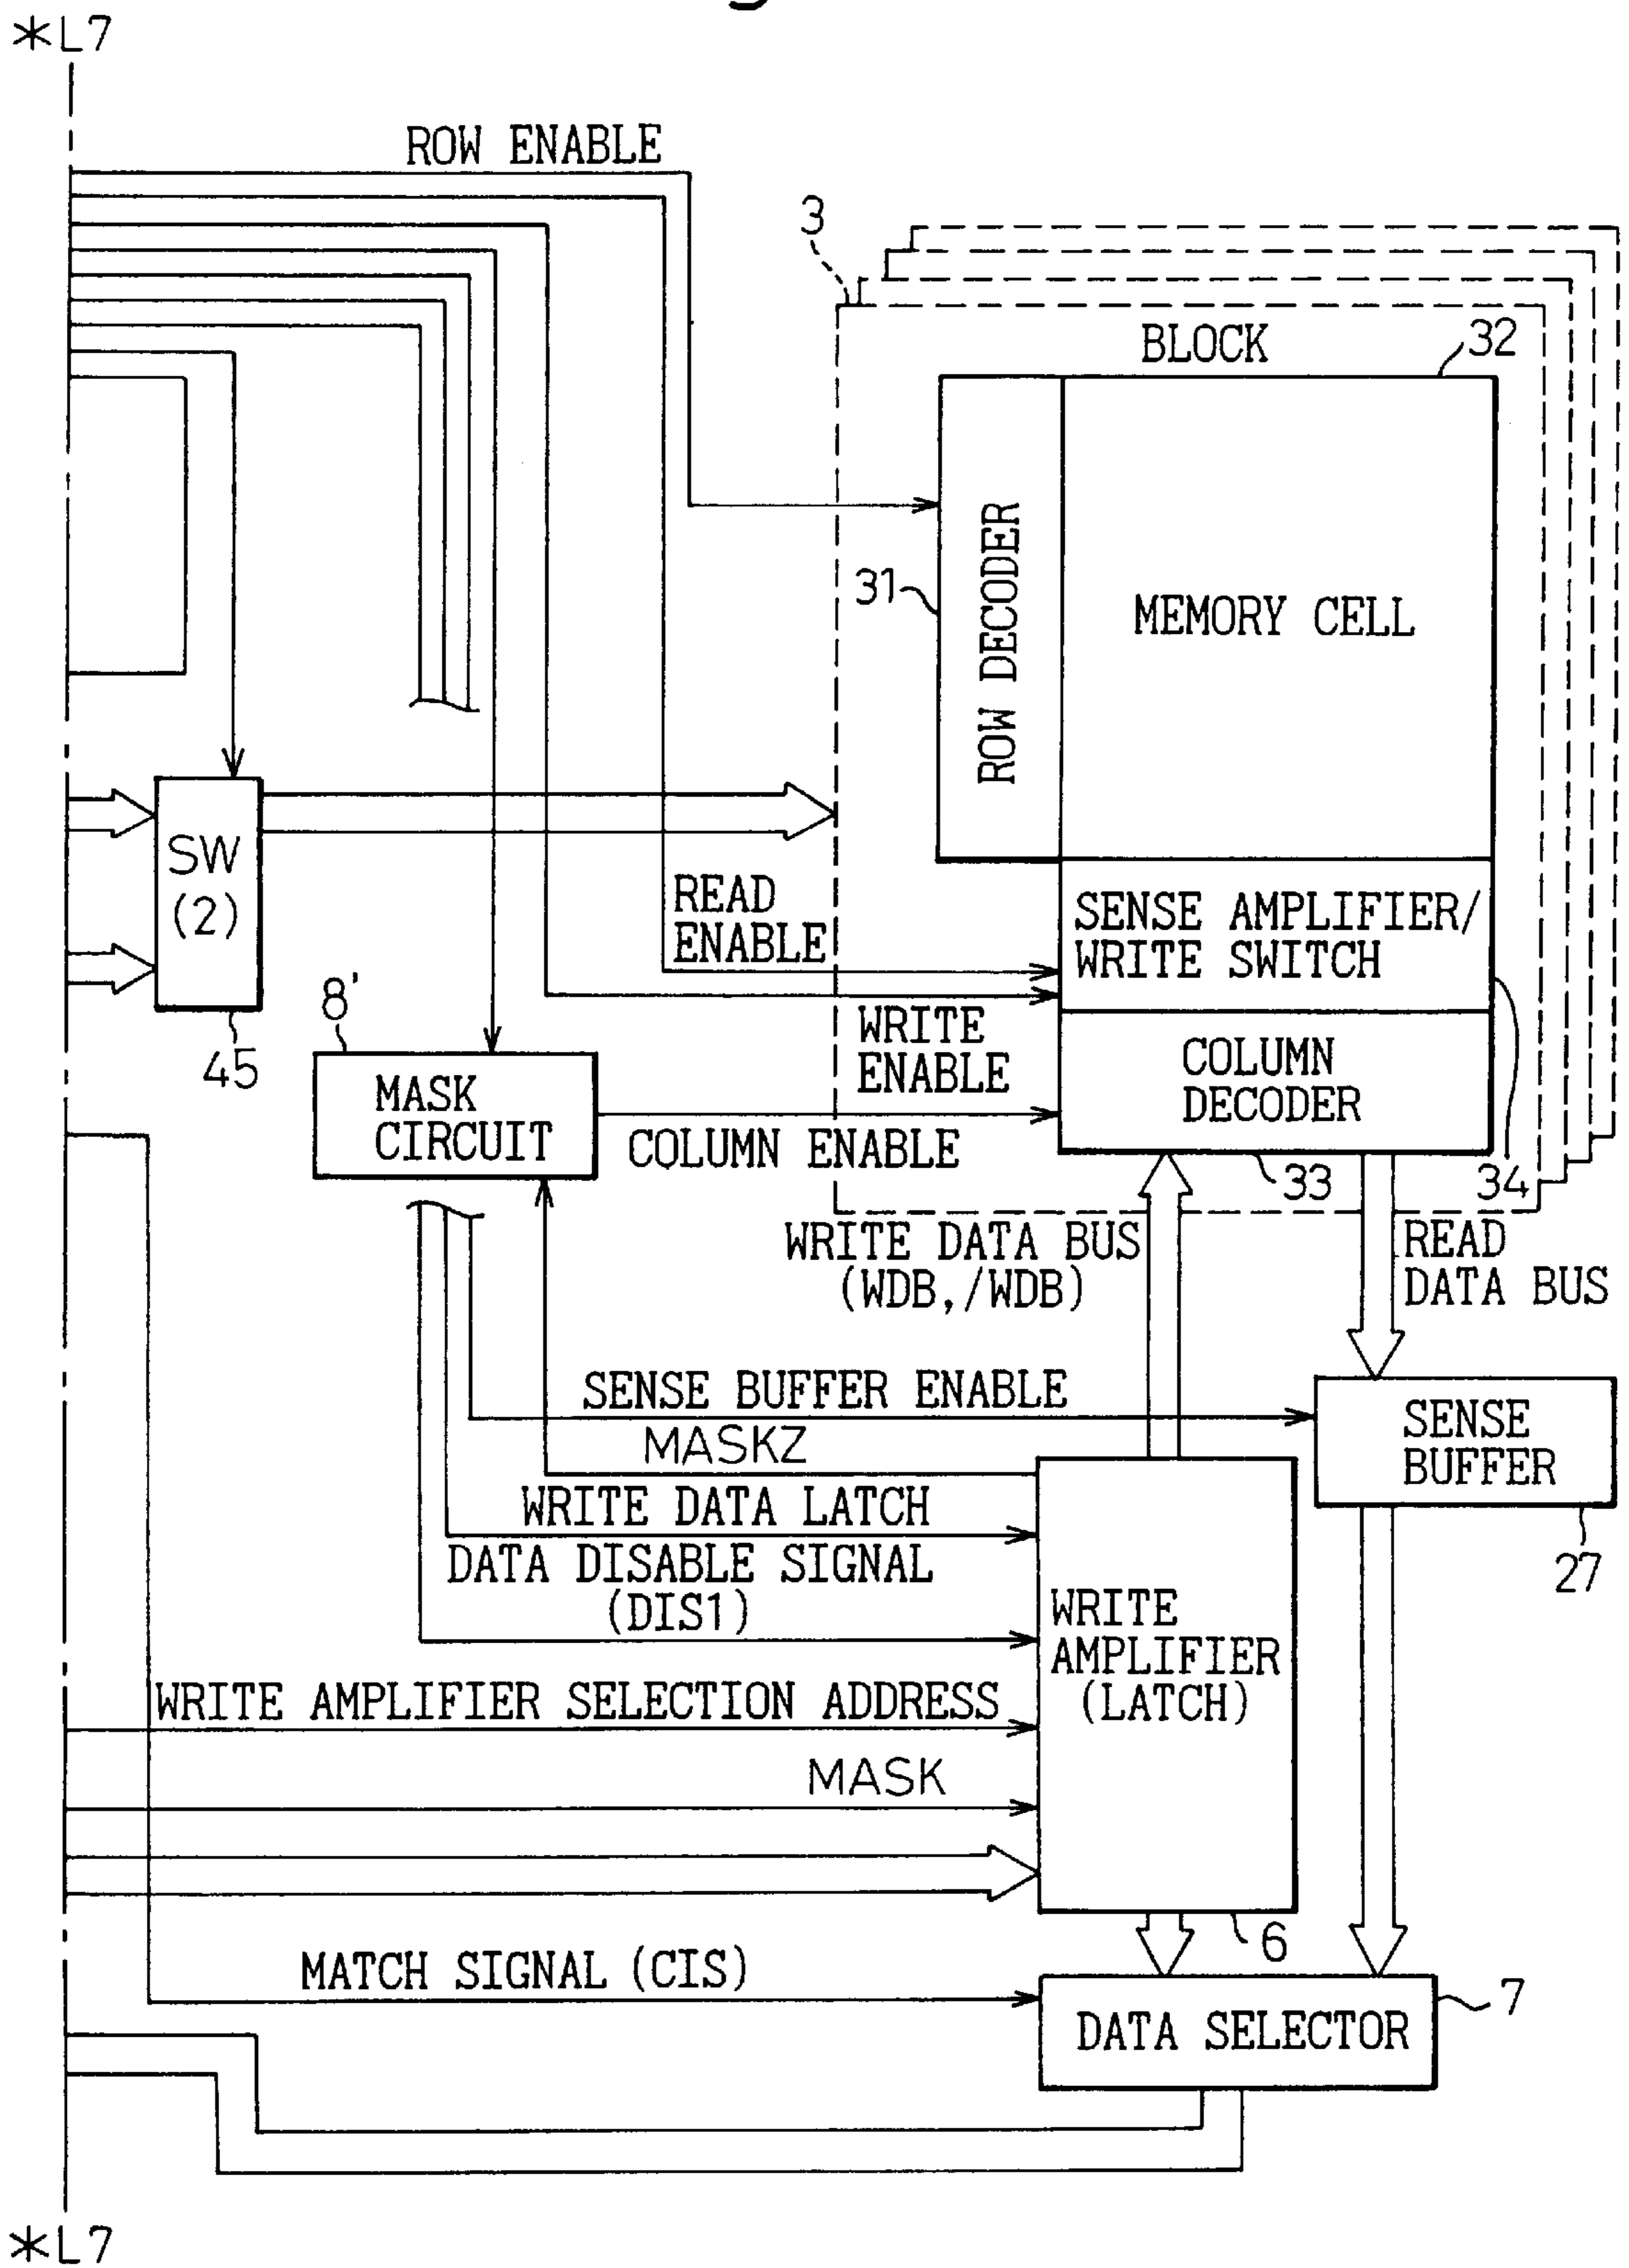 *L7
ROW ENABLE
3
BLOCK
32
ROW DECODER
31
MEMORY CELL
SW
(2)
45
READ
ENABLE
SENSE AMPLIFIER/
WRITE SWITCH
8'
WRITE
ENABLE
MASK
CIRCUIT
COLUMN
DECODER
COLUMN ENABLE
33
34
WRITE DATA BUS
(WDB,/WDB)
READ
DATA BUS
SENSE BUFFER ENABLE
SENSE
BUFFER
MASKZ
WRITE DATA LATCH
27
DATA DISABLE SIGNAL
(DIS1)
WRITE
AMPLIFIER
(LATCH)
WRITE AMPLIFIER SELECTION ADDRESS
MASK
6
MATCH SIGNAL (CIS)
7
DATA SELECTOR
*L7